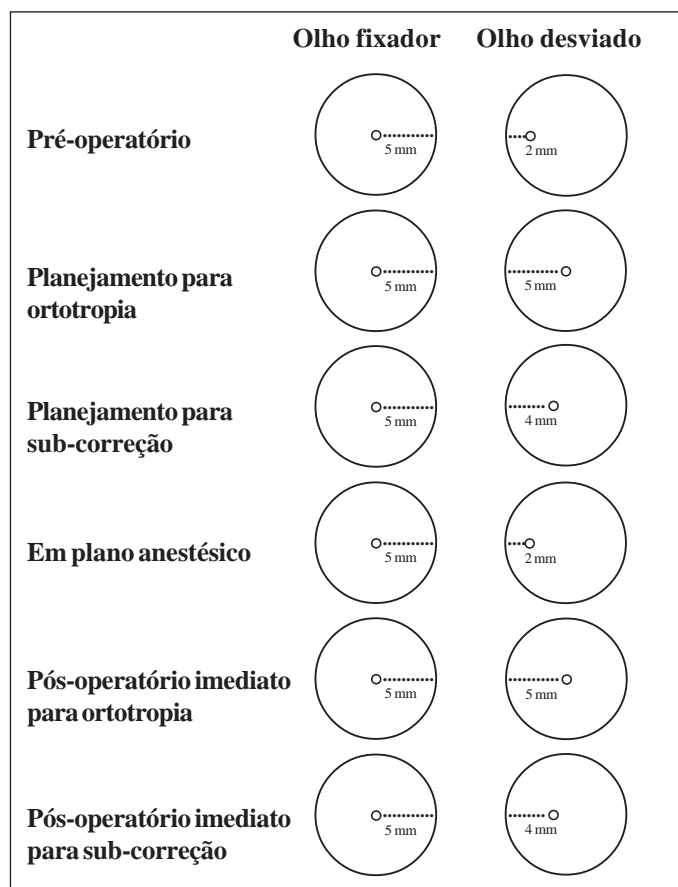 Olho fixador Olho desviado
Pré-operatório
5 mm 2 mm
Planejamento para
ortotropia
5 mm 5 mm
Planejamento para
sub-correção
5 mm 4 mm
Em plano anestésico
5 mm 2 mm
Pós-operatório imediato
para ortotropia
5 mm 5 mm
Pós-operatório imediato
para sub-correção
5 mm 4 mm